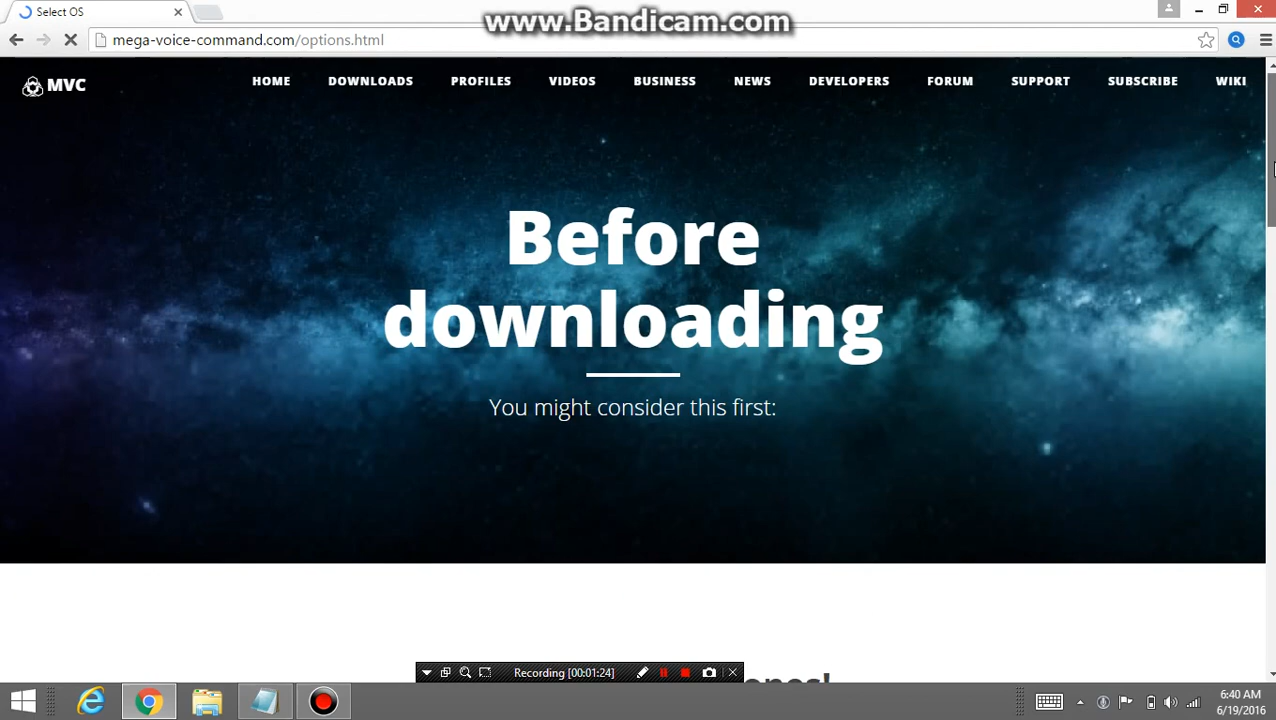 Select OS
www.Bandicam.com
mega-voice-command.com/options.html
MVC
HOME DOWNLOADS PROFILES VIDEOS BUSINESS NEWS DEVELOPERS FORUM SUPPORT SUBSCRIBE WIKI
Before
downloading
You might consider this first:
Recording [00:01:24]
6:40 AM
6/19/2016